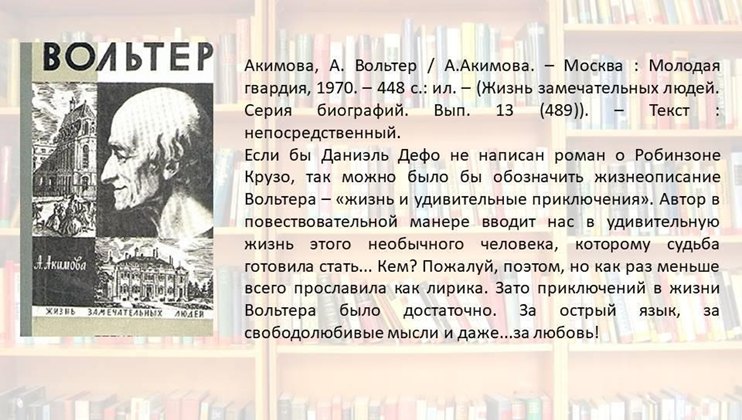 ВОЛЬТЕР
А. Акимова
ЖИЗНЬ ЗАМЕЧАТЕЛЬНЫХ ЛЮДЕЙ
Акимова, А. Вольтер / А.Акимова. – Москва : Молодая
гвардия, 1970. – 448 с.: ил. – (Жизнь замечательных людей.
Серия биографий. Вып. 13 (489)). – Текст :
непосредственный.
Если бы Даниэль Дефо не написан роман о Робинзоне
Крузо, так можно было бы обозначить жизнеописание
Вольтера – «жизнь и удивительные приключения». Автор в
повествовательной манере вводит нас в удивительную
жизнь этого необычного человека, которому судьба
готовила стать... Кем? Пожалуй, поэтом, но как раз меньше
всего прославила как лирика. Зато приключений в жизни
Вольтера было достаточно. За острый язык, за
свободолюбивые мысли и даже...за любовь!